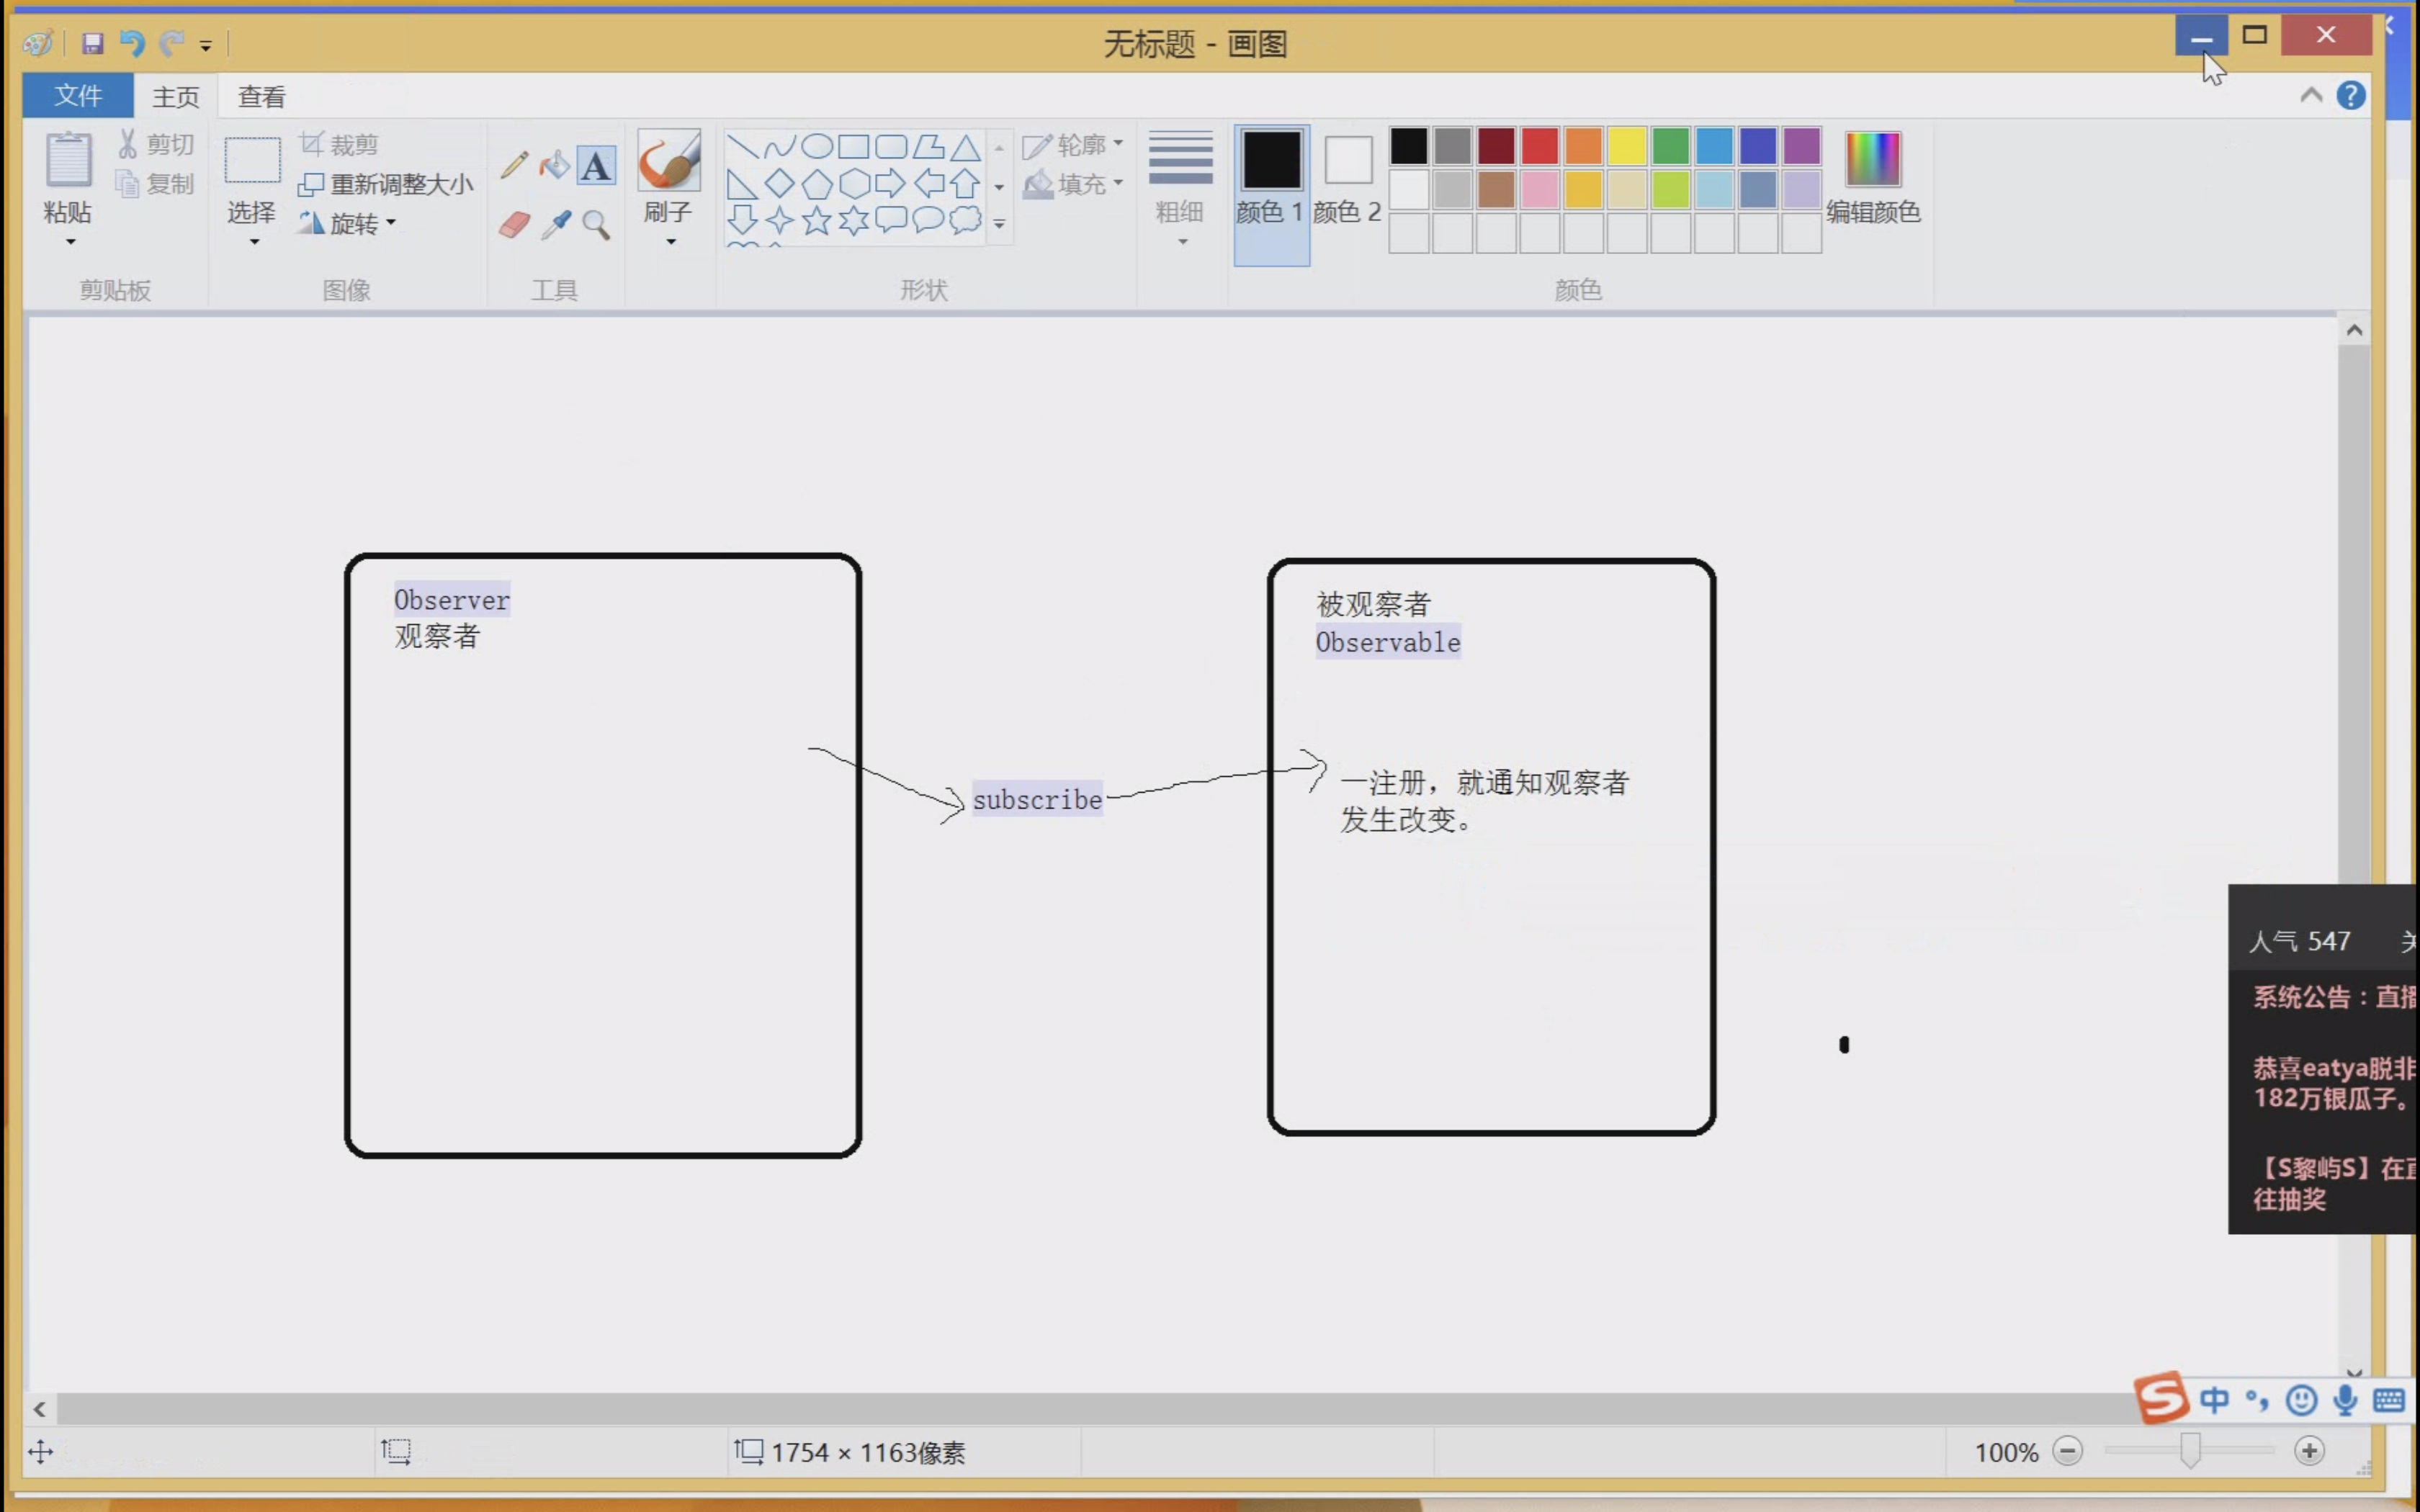 无标题 - 画图
文件 主页 查看
粘贴
剪切
复制
剪贴板
选择
裁剪
重新调整大小
旋转
图像
A
工具
刷子
形状
轮廓
填充
粗细
颜色 1
颜色 2
编辑颜色
颜色
Observer
观察者
subscribe
被观察者
Observable
一注册，就通知观察者
发生改变。
人气 547
系统公告：直播
恭喜eatya脱非
182万银瓜子。
【S黎屿S】在直
往抽奖
S中
1754 × 1163像素
100%